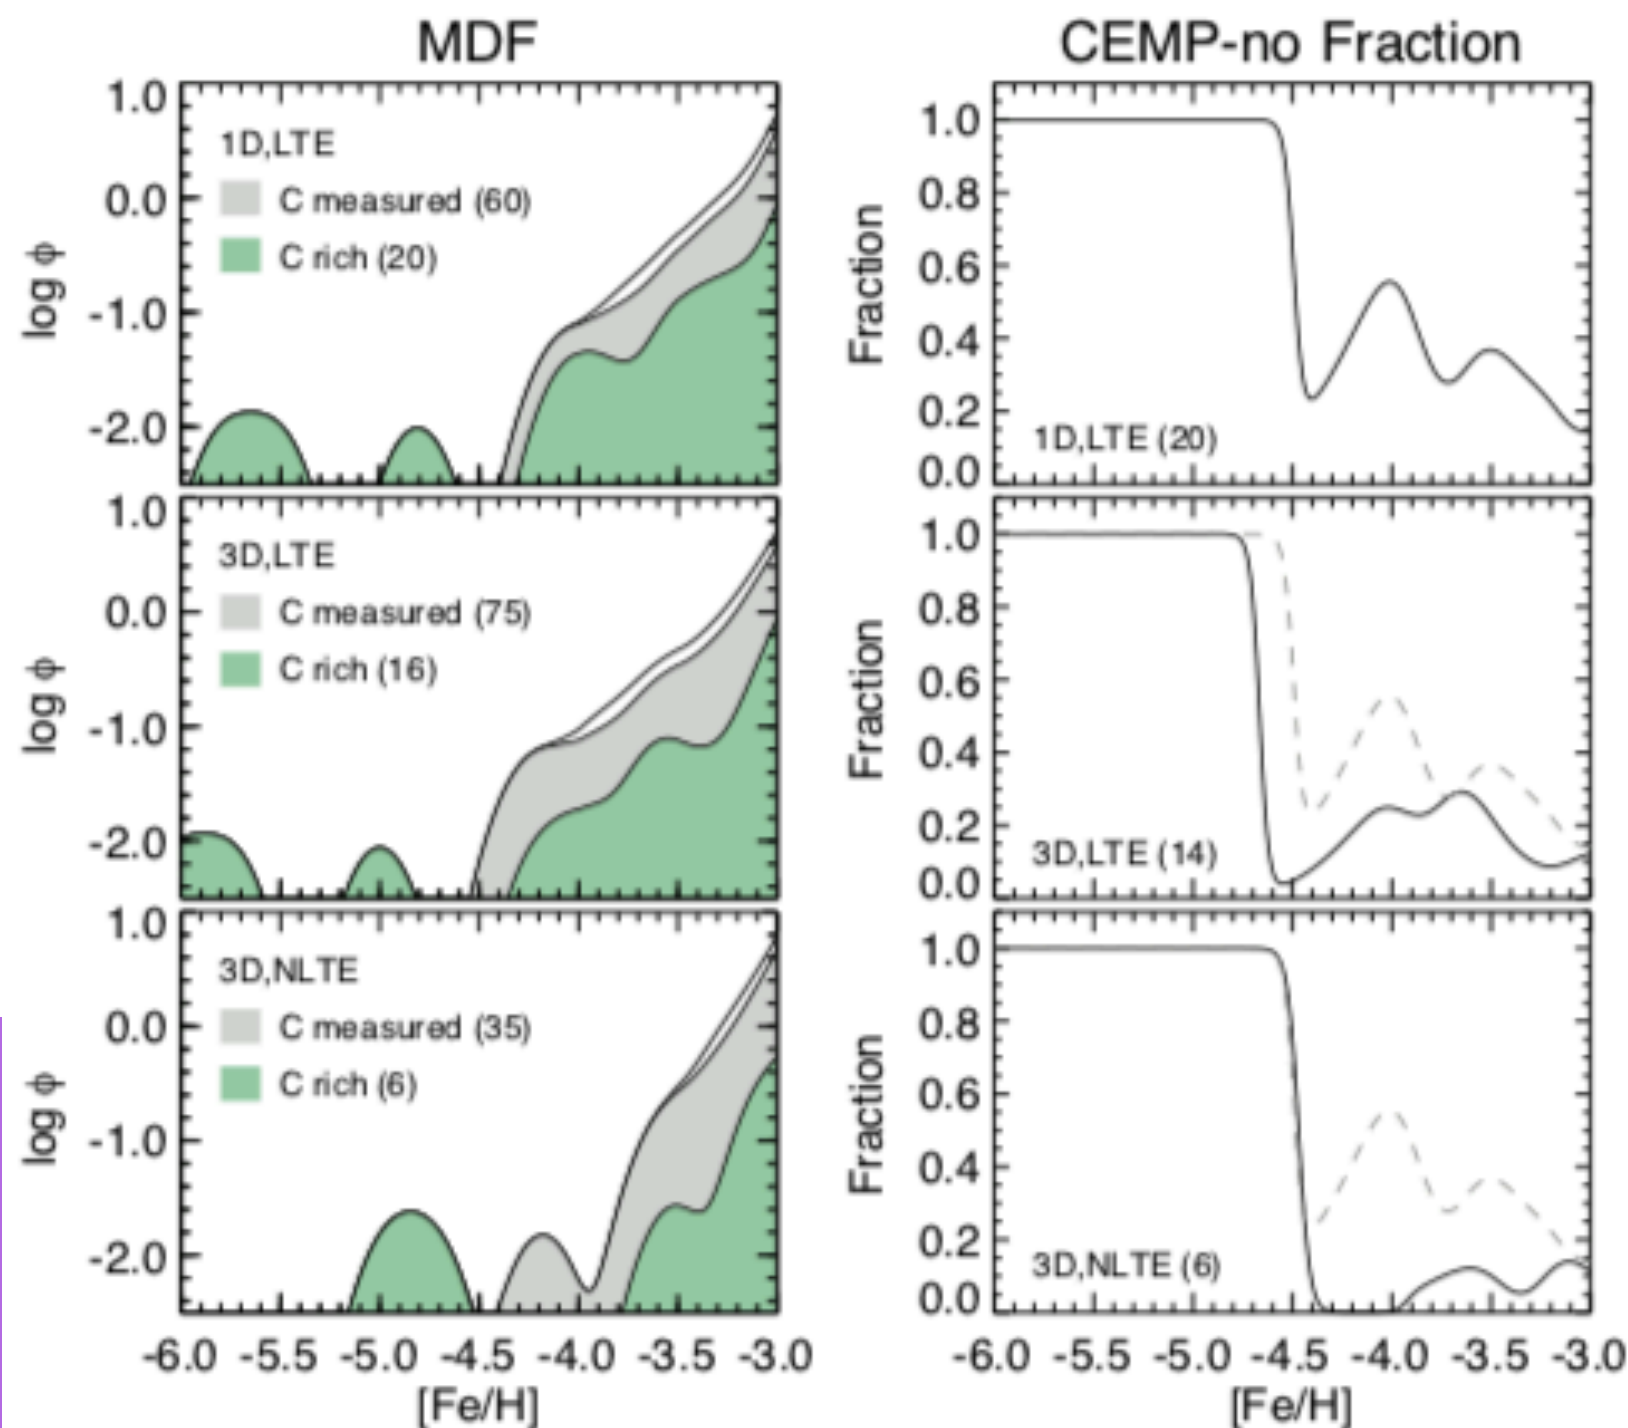 MDF
CEMP-no Fraction
1.0
0.0
-1.0
-2.0
log ϕ
1D,LTE
C measured (60)
C rich (20)
1.0
0.8
0.6
0.4
0.2
0.0
Fraction
1D,LTE (20)
1.0
0.0
-1.0
-2.0
log ϕ
3D,LTE
C measured (75)
C rich (16)
1.0
0.8
0.6
0.4
0.2
0.0
Fraction
3D,LTE (14)
1.0
0.0
-1.0
-2.0
log ϕ
3D,NLTE
C measured (35)
C rich (6)
1.0
0.8
0.6
0.4
0.2
0.0
Fraction
3D,NLTE (6)
-6.0 -5.5 -5.0 -4.5 -4.0 -3.5 -3.0
[Fe/H]
-6.0 -5.5 -5.0 -4.5 -4.0 -3.5 -3.0
[Fe/H]